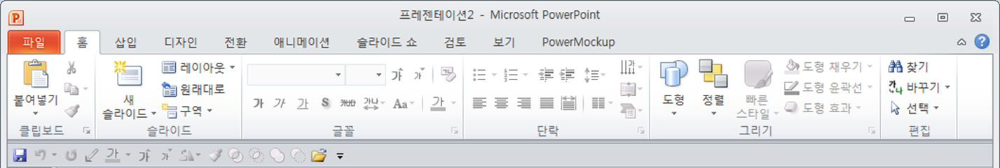 프레젠테이션2 - Microsoft PowerPoint
파일 홈 삽입 디자인 전환 애니메이션 슬라이드 쇼 검토 보기 PowerMockup
붙여넣기
클립보드
새 슬라이드
레이아웃
원래대로
구역
슬라이드
가 가 가 S 가나 Aa 가
글꼴
단락
도형
정렬
빠른 스타일
도형 채우기
도형 윤곽선
도형 효과
그리기
찾기
바꾸기
선택
편집
가 가 가